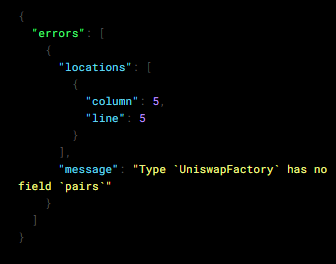 {
"errors": [
{
"locations": [
{
"column": 5,
"line": 5
}
],
"message": "Type `UniswapFactory` has no
field `pairs`"
}
]
}